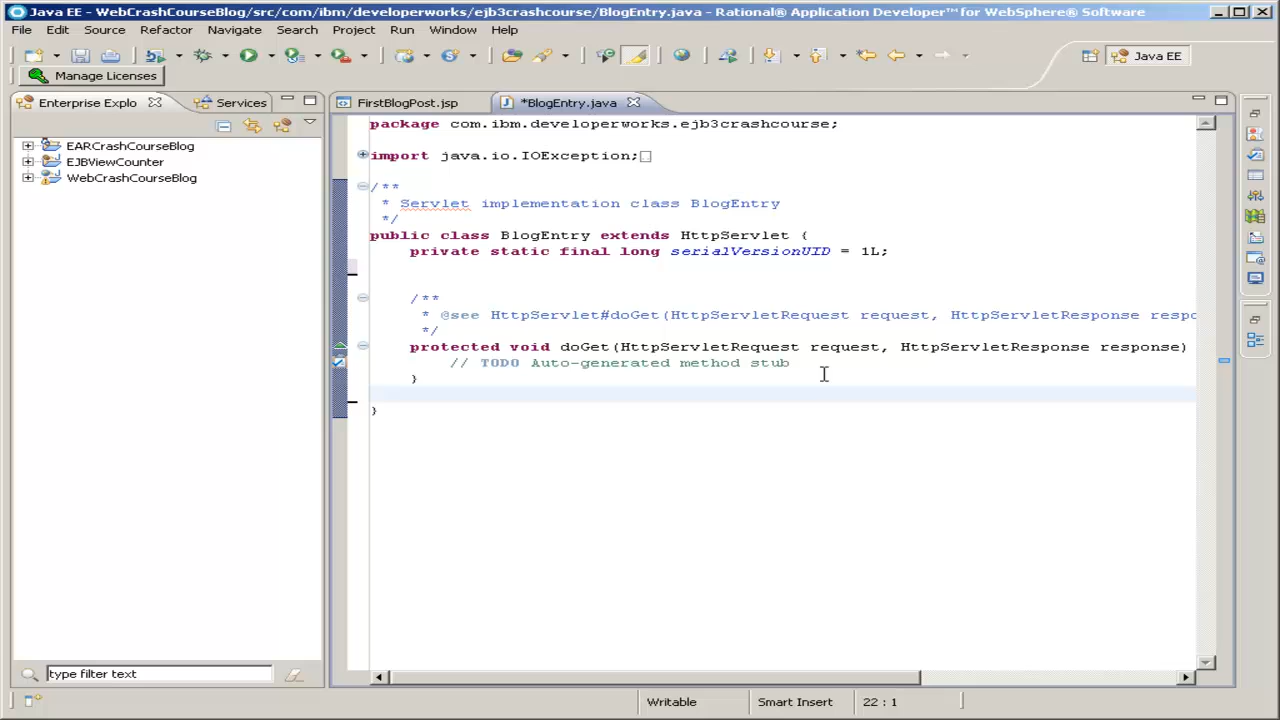 Java EE - WebCrashCourseBlog/src/com/ibm/developerworks/ejb3crashcourse/BlogEntry.java - Rational® Application Developer™ for WebSphere® Software
File Edit Source Refactor Navigate Search Project Run Window Help
Java EE
Manage Licenses
Enterprise Explo Services
FirstBlogPost.jsp *BlogEntry.java
EARCrashCourseBlog
EJBViewCounter
WebCrashCourseBlog
package com.ibm.developerworks.ejb3crashcourse;
import java.io.IOException;
/**
* Servlet implementation class BlogEntry
*/
public class BlogEntry extends HttpServlet {
private static final long serialVersionUID = 1L;
/**
* @see HttpServlet#doGet(HttpServletRequest request, HttpServletResponse respo
*/
protected void doGet(HttpServletRequest request, HttpServletResponse response)
// TODO Auto-generated method stub
}
}
type filter text
Writable Smart Insert 22 : 1